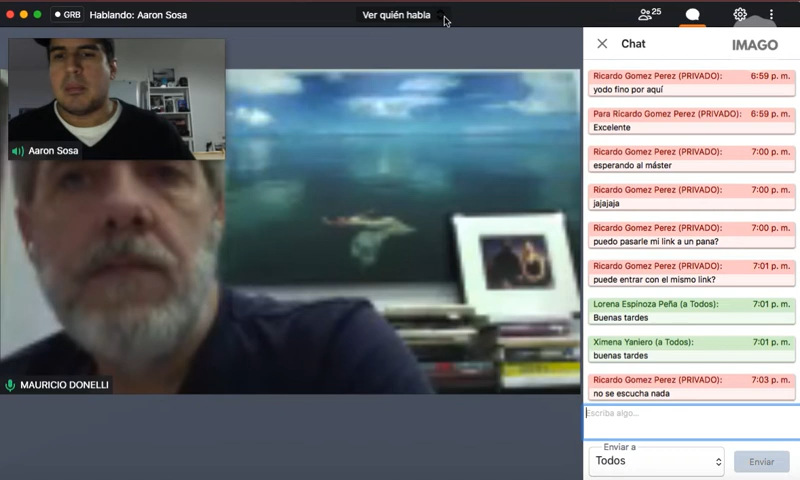 GRB
Hablando: Aaron Sosa
Ver quién habla
25
Chat
IMAGO
Ricardo Gomez Perez (PRIVADO): 6:59 p. m.
yodo fino por aquí
Para Ricardo Gomez Perez (PRIVADO): 6:59 p. m.
Excelente
Ricardo Gomez Perez (PRIVADO): 7:00 p. m.
esperando al máster
Ricardo Gomez Perez (PRIVADO): 7:00 p. m.
jajajaja
Ricardo Gomez Perez (PRIVADO): 7:00 p. m.
puedo pasarle mi link a un pana?
Ricardo Gomez Perez (PRIVADO): 7:01 p. m.
puede entrar con el mismo link?
Lorena Espinoza Peña (a Todos): 7:01 p. m.
Buenas tardes
Ximena Yaniero (a Todos): 7:01 p. m.
buenas tardes
Ricardo Gomez Perez (PRIVADO): 7:03 p. m.
no se escucha nada
Escriba algo...
Enviar a
Todos
Enviar
Aaron Sosa
MAURICIO DONELLI